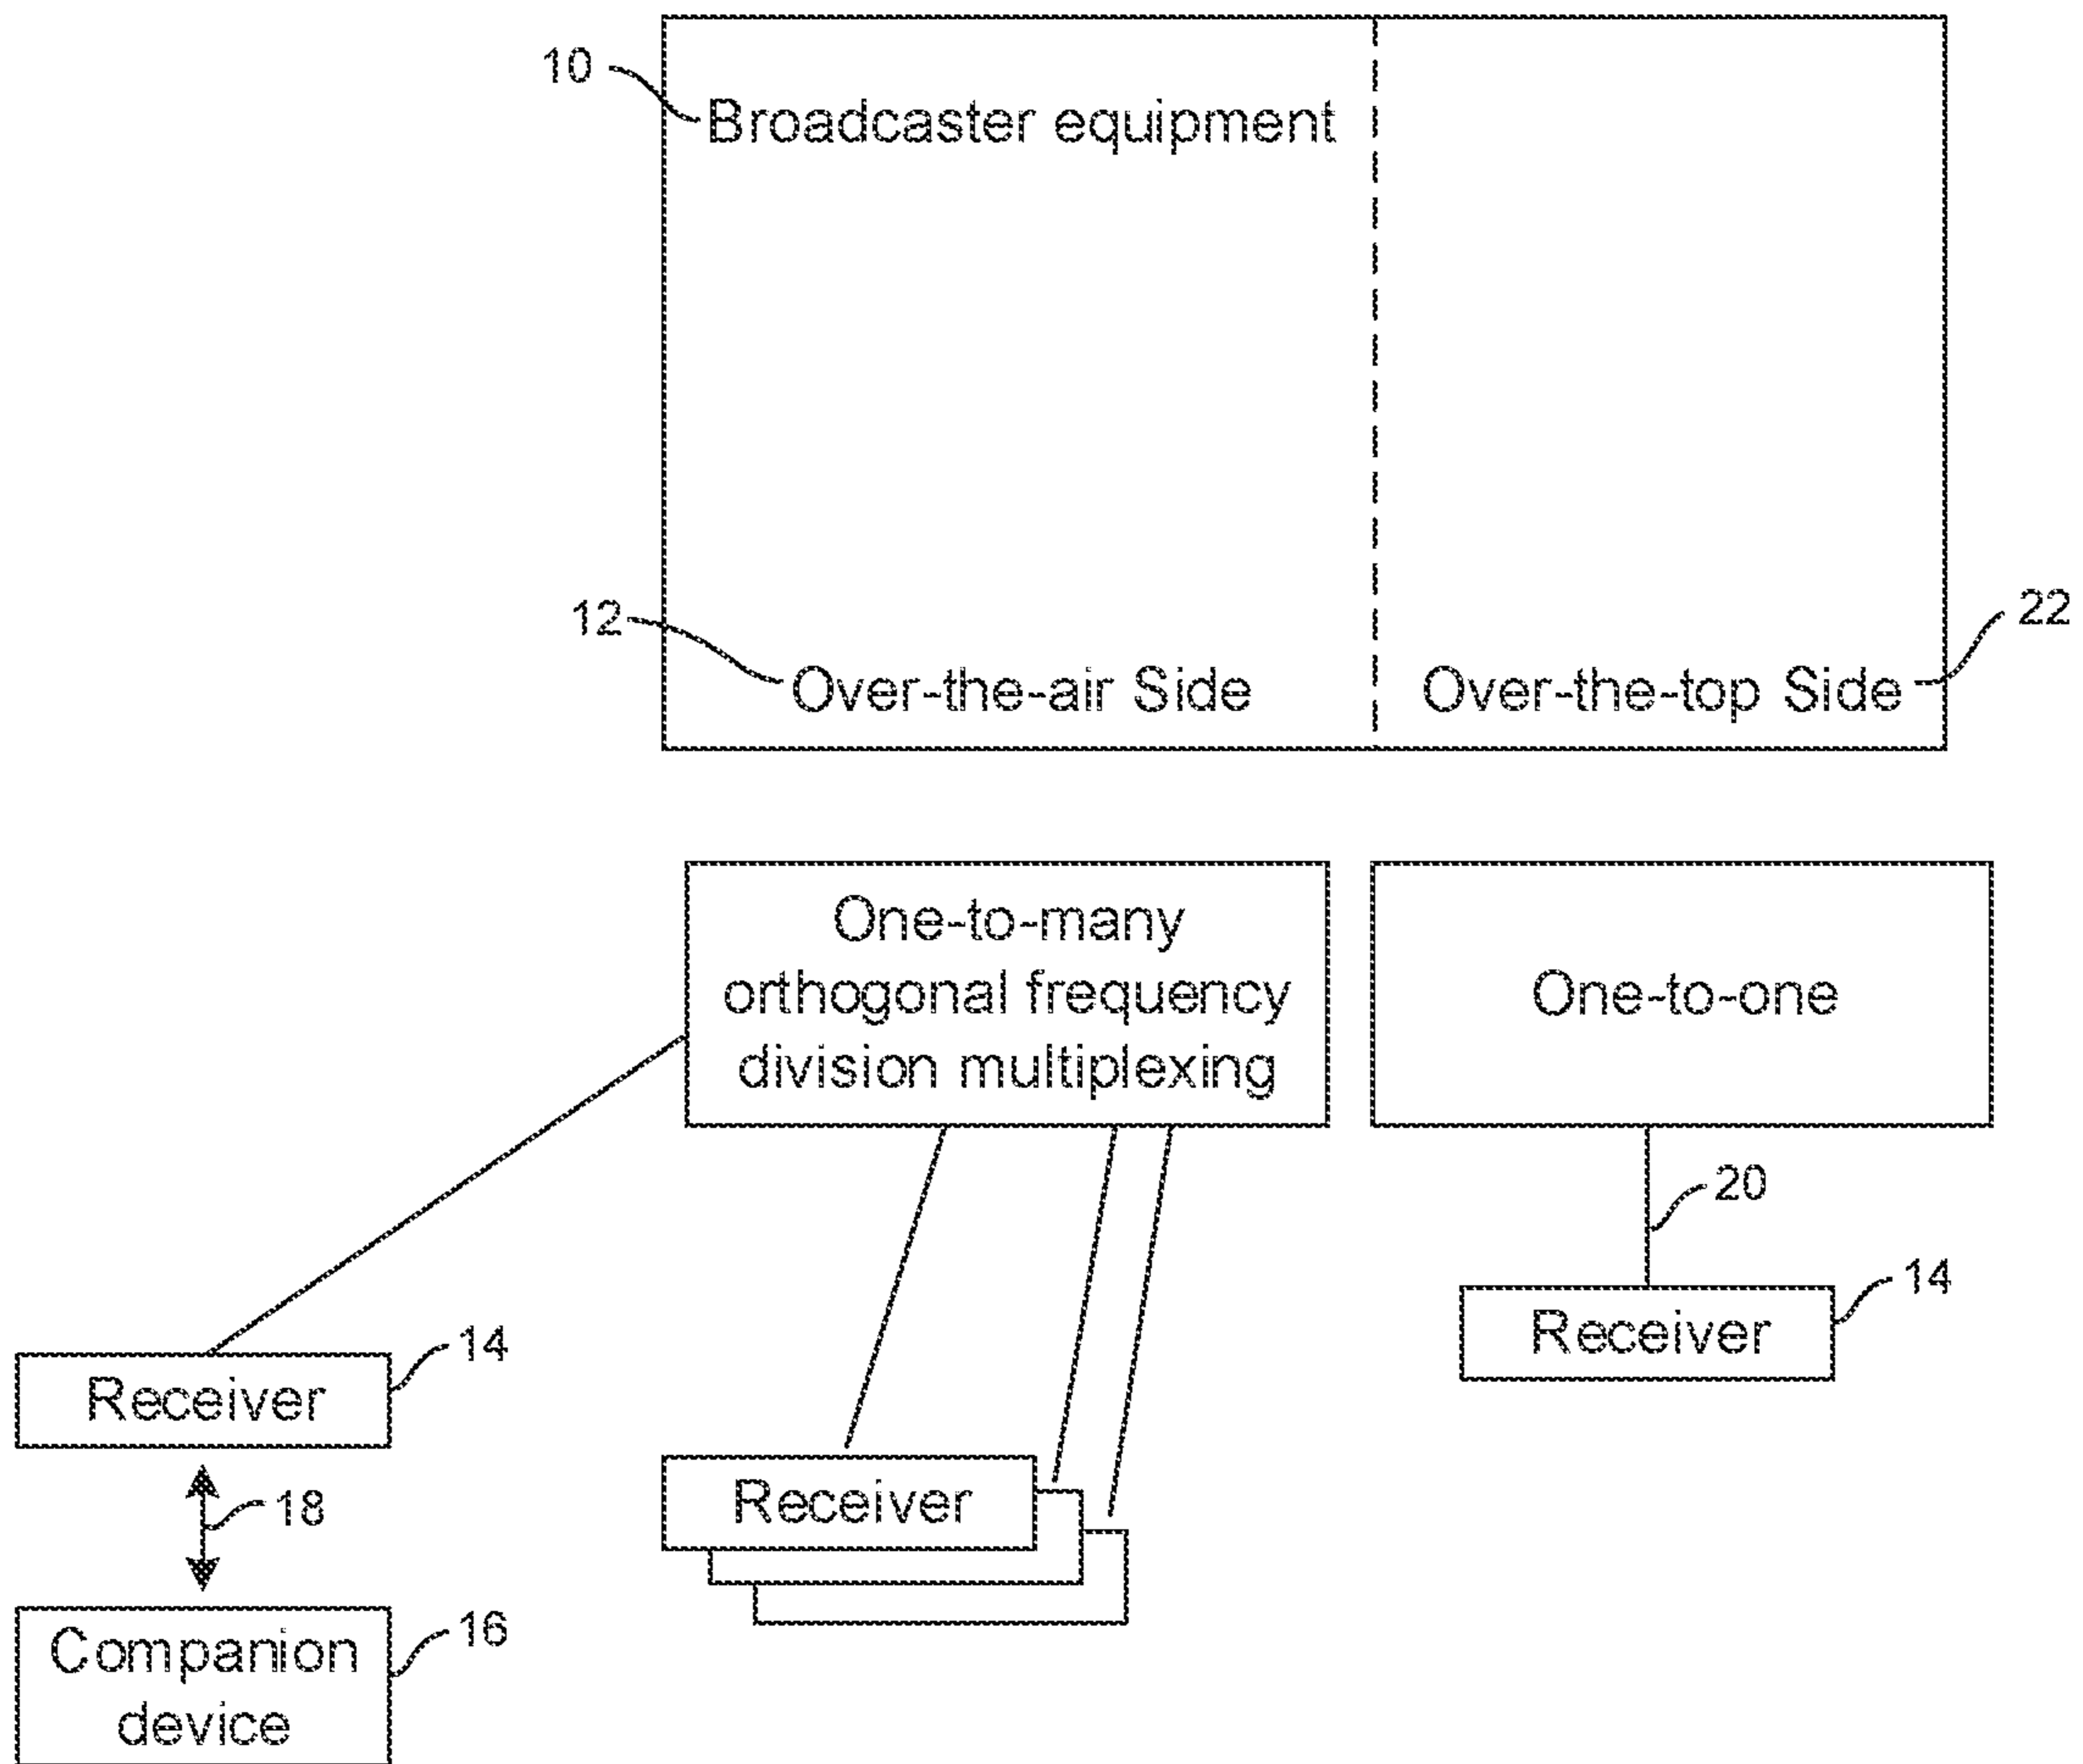 10
Broadcaster equipment
12
22
Over-the-air Side
Over-the-top Side
One-to-many
orthogonal frequency
division multiplexing
One-to-one
20
14
Receiver
14
Receiver
18
Receiver
16
Companion
device